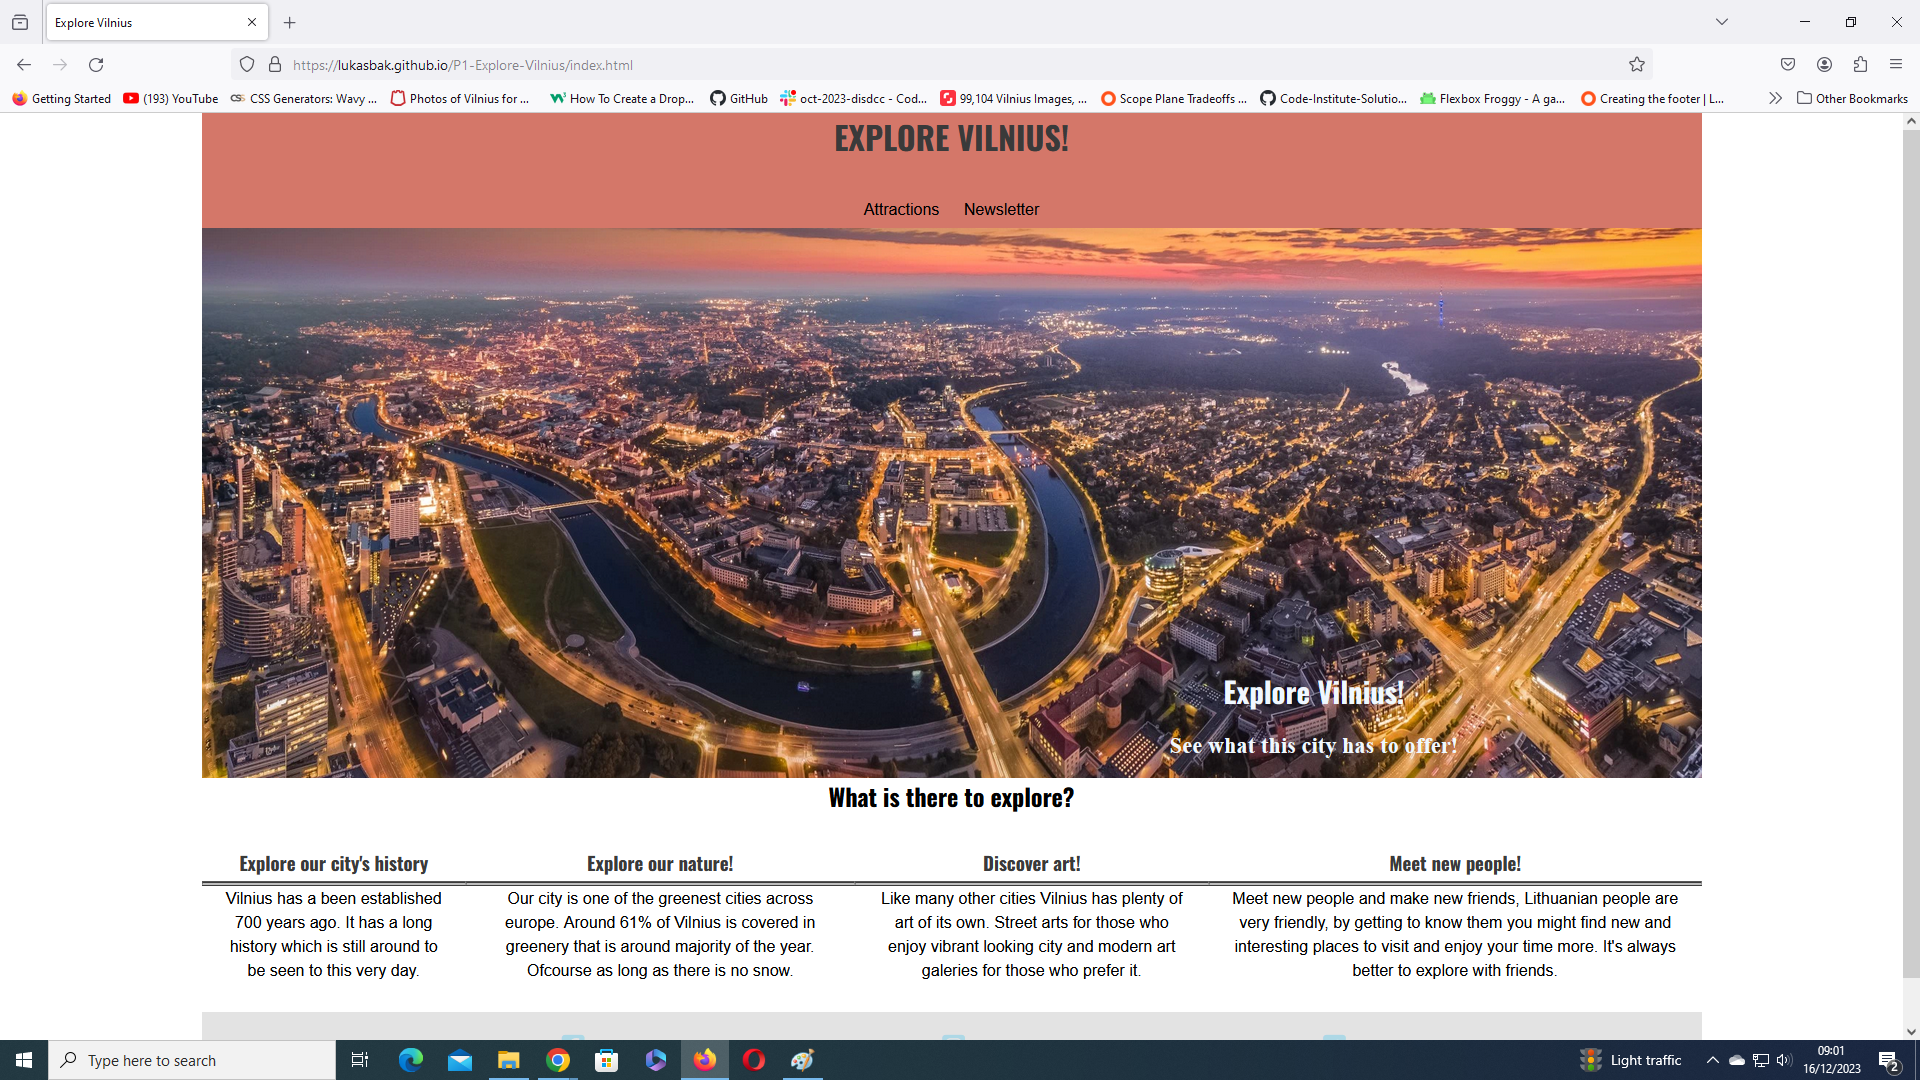 Explore Vilnius
https://lukasbak.github.io/P1-Explore-Vilnius/index.html
Getting Started
(193) YouTube
CSS Generators: Wavy ...
Photos of Vilnius for ...
How To Create a Drop...
GitHub
oct-2023-disdcc - Cod...
99,104 Vilnius Images, ...
Scope Plane Tradeoffs ...
Code-Institute-Solutio...
Flexbox Froggy - A ga...
Creating the footer | L...
Other Bookmarks
EXPLORE VILNIUS!
Attractions Newsletter
Explore Vilnius!
See what this city has to offer!
What is there to explore?
Explore our city's history
Vilnius has a been established
700 years ago. It has a long
history which is still around to
be seen to this very day.
Explore our nature!
Our city is one of the greenest cities across
europe. Around 61% of Vilnius is covered in
greenery that is around majority of the year.
Ofcourse as long as there is no snow.
Discover art!
Like many other cities Vilnius has plenty of
art of its own. Street arts for those who
enjoy vibrant looking city and modern art
galeries for those who prefer it.
Meet new people!
Meet new people and make new friends, Lithuanian people are
very friendly, by getting to know them you might find new and
interesting places to visit and enjoy your time more. It's always
better to explore with friends.
Type here to search
Light traffic
09:01
16/12/2023
2